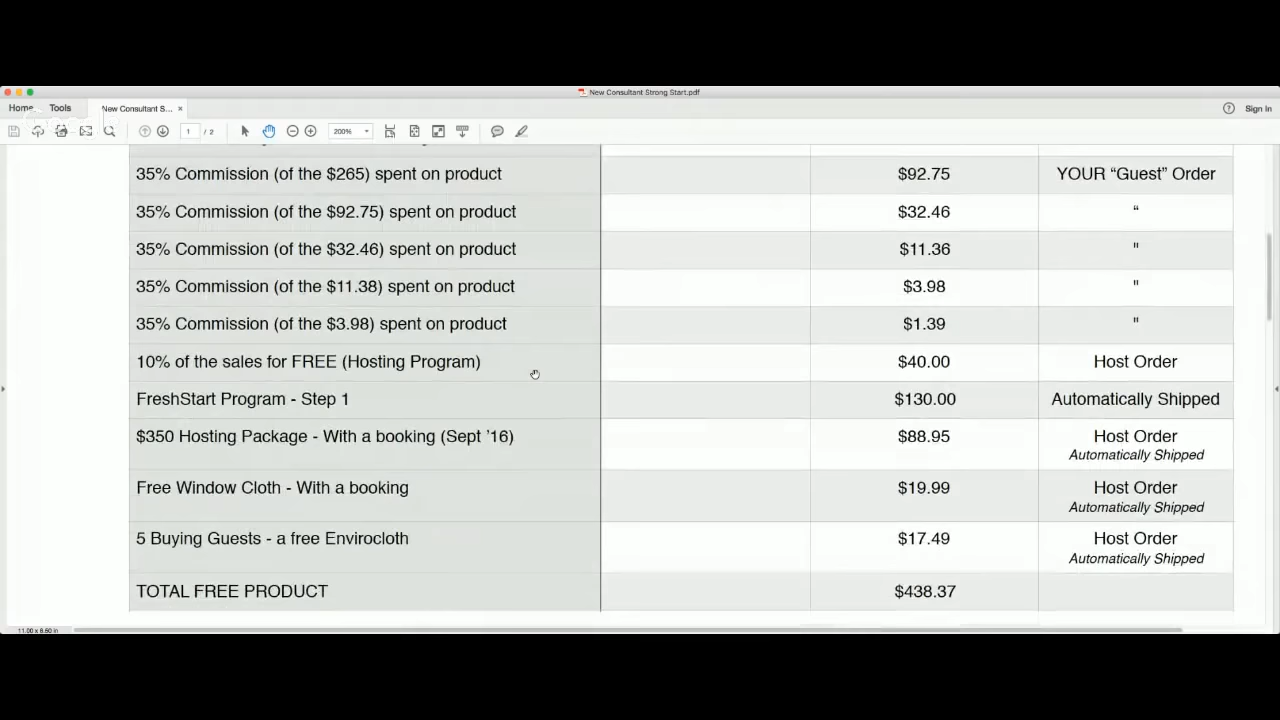 New Consultant Strong Start.pdf
Home Tools New Consultant S... × Sign In
1 / 2 200%
35% Commission (of the $265) spent on product $92.75 YOUR “Guest” Order
35% Commission (of the $92.75) spent on product $32.46 “
35% Commission (of the $32.46) spent on product $11.36 "
35% Commission (of the $11.38) spent on product $3.98 "
35% Commission (of the $3.98) spent on product $1.39 "
10% of the sales for FREE (Hosting Program) $40.00 Host Order
FreshStart Program - Step 1 $130.00 Automatically Shipped
$350 Hosting Package - With a booking (Sept ’16) $88.95 Host Order
Automatically Shipped
Free Window Cloth - With a booking $19.99 Host Order
Automatically Shipped
5 Buying Guests - a free Envirocloth $17.49 Host Order
Automatically Shipped
TOTAL FREE PRODUCT $438.37
11.00 x 8.50 in